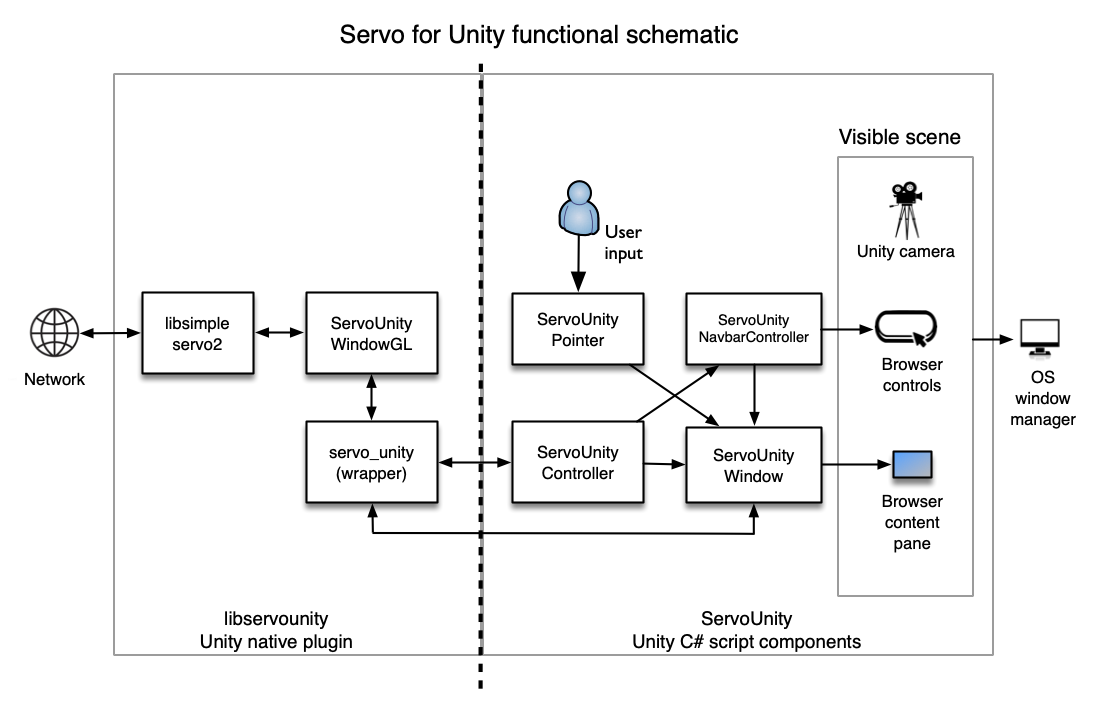 Servo for Unity functional schematic
Visible scene
Unity camera
User
input
libsimple
servo2
ServoUnity
WindowGL
ServoUnity
Pointer
ServoUnity
NavbarController
Network
Browser
controls
OS
window
manager
servo_unity
(wrapper)
ServoUnity
Controller
ServoUnity
Window
Browser
content
pane
libservounity
Unity native plugin
ServoUnity
Unity C# script components